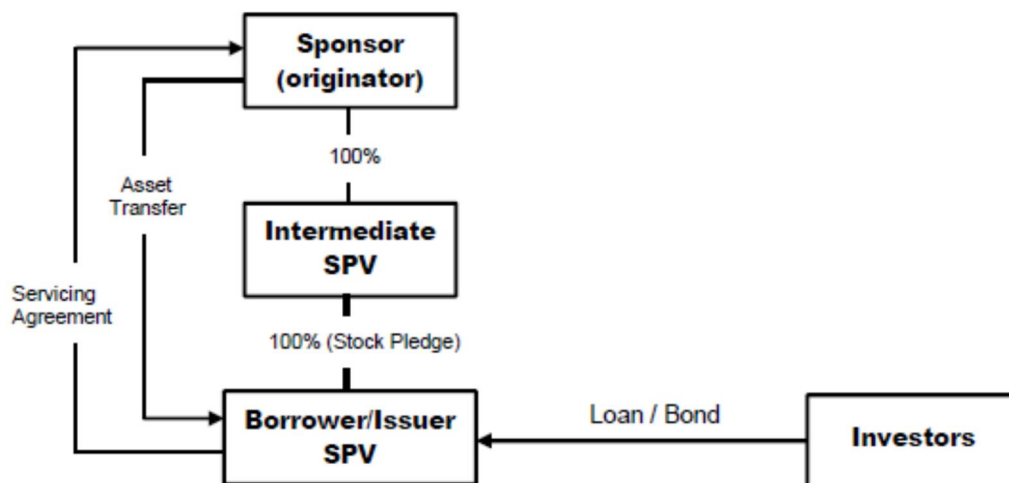 Sponsor
(originator)
100%
Asset
Transfer
Intermediate
SPV
Servicing
Agreement
100% (Stock Pledge)
Borrower/Issuer
SPV
Loan / Bond
Investors